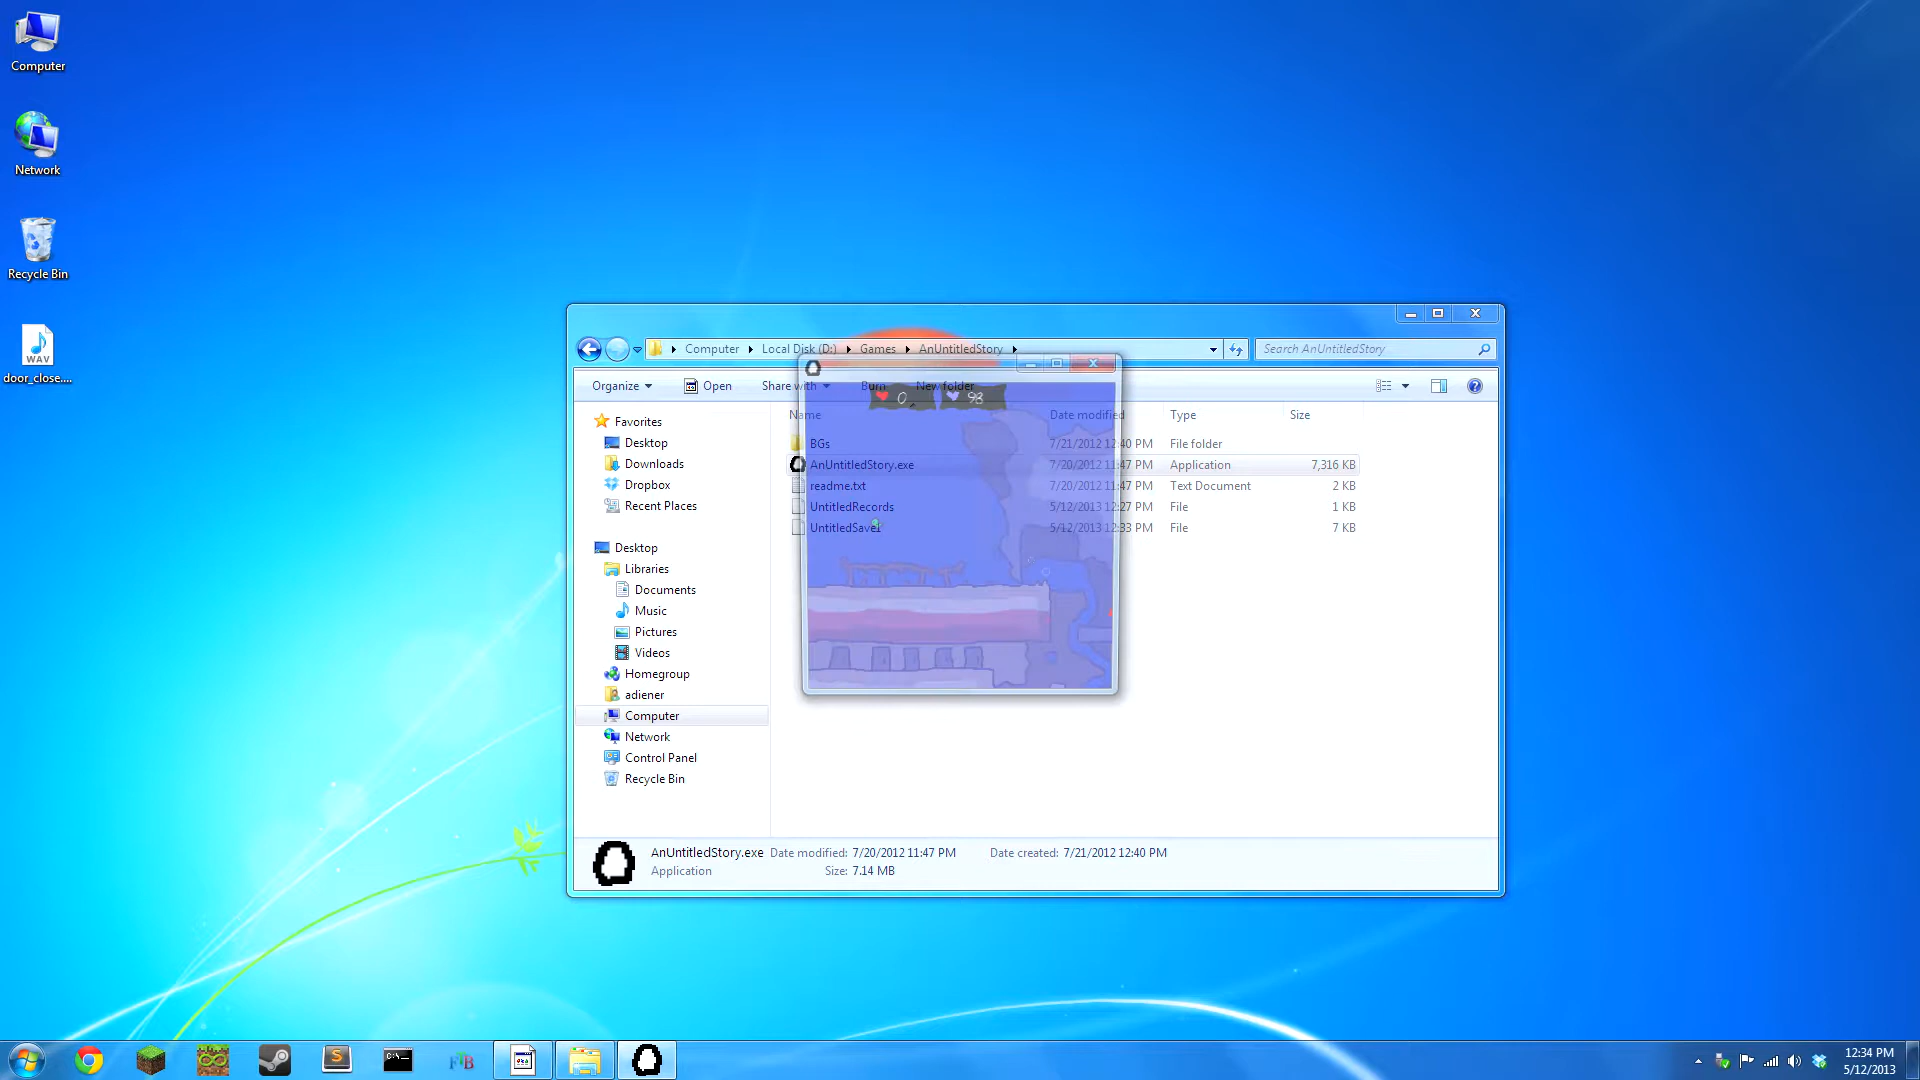 Computer
Network
Recycle Bin
door_close....
WAV
Computer Local Disk (D:) Games AnUntitledStory
Search AnUntitledStory
Organize Open Share with Burn New folder
0 98
Name Date modified Type Size
BGs 7/21/2012 12:40 PM File folder
AnUntitledStory.exe 7/20/2012 11:47 PM Application 7,316 KB
readme.txt 7/20/2012 11:47 PM Text Document 2 KB
UntitledRecords 5/12/2013 12:27 PM File 1 KB
UntitledSave1 5/12/2013 12:33 PM File 7 KB
Favorites
Desktop
Downloads
Dropbox
Recent Places
Desktop
Libraries
Documents
Music
Pictures
Videos
Homegroup
adiener
Computer
Network
Control Panel
Recycle Bin
AnUntitledStory.exe Date modified: 7/20/2012 11:47 PM Date created: 7/21/2012 12:40 PM
Application Size: 7.14 MB
S
C:\
FTB
12:34 PM
5/12/2013